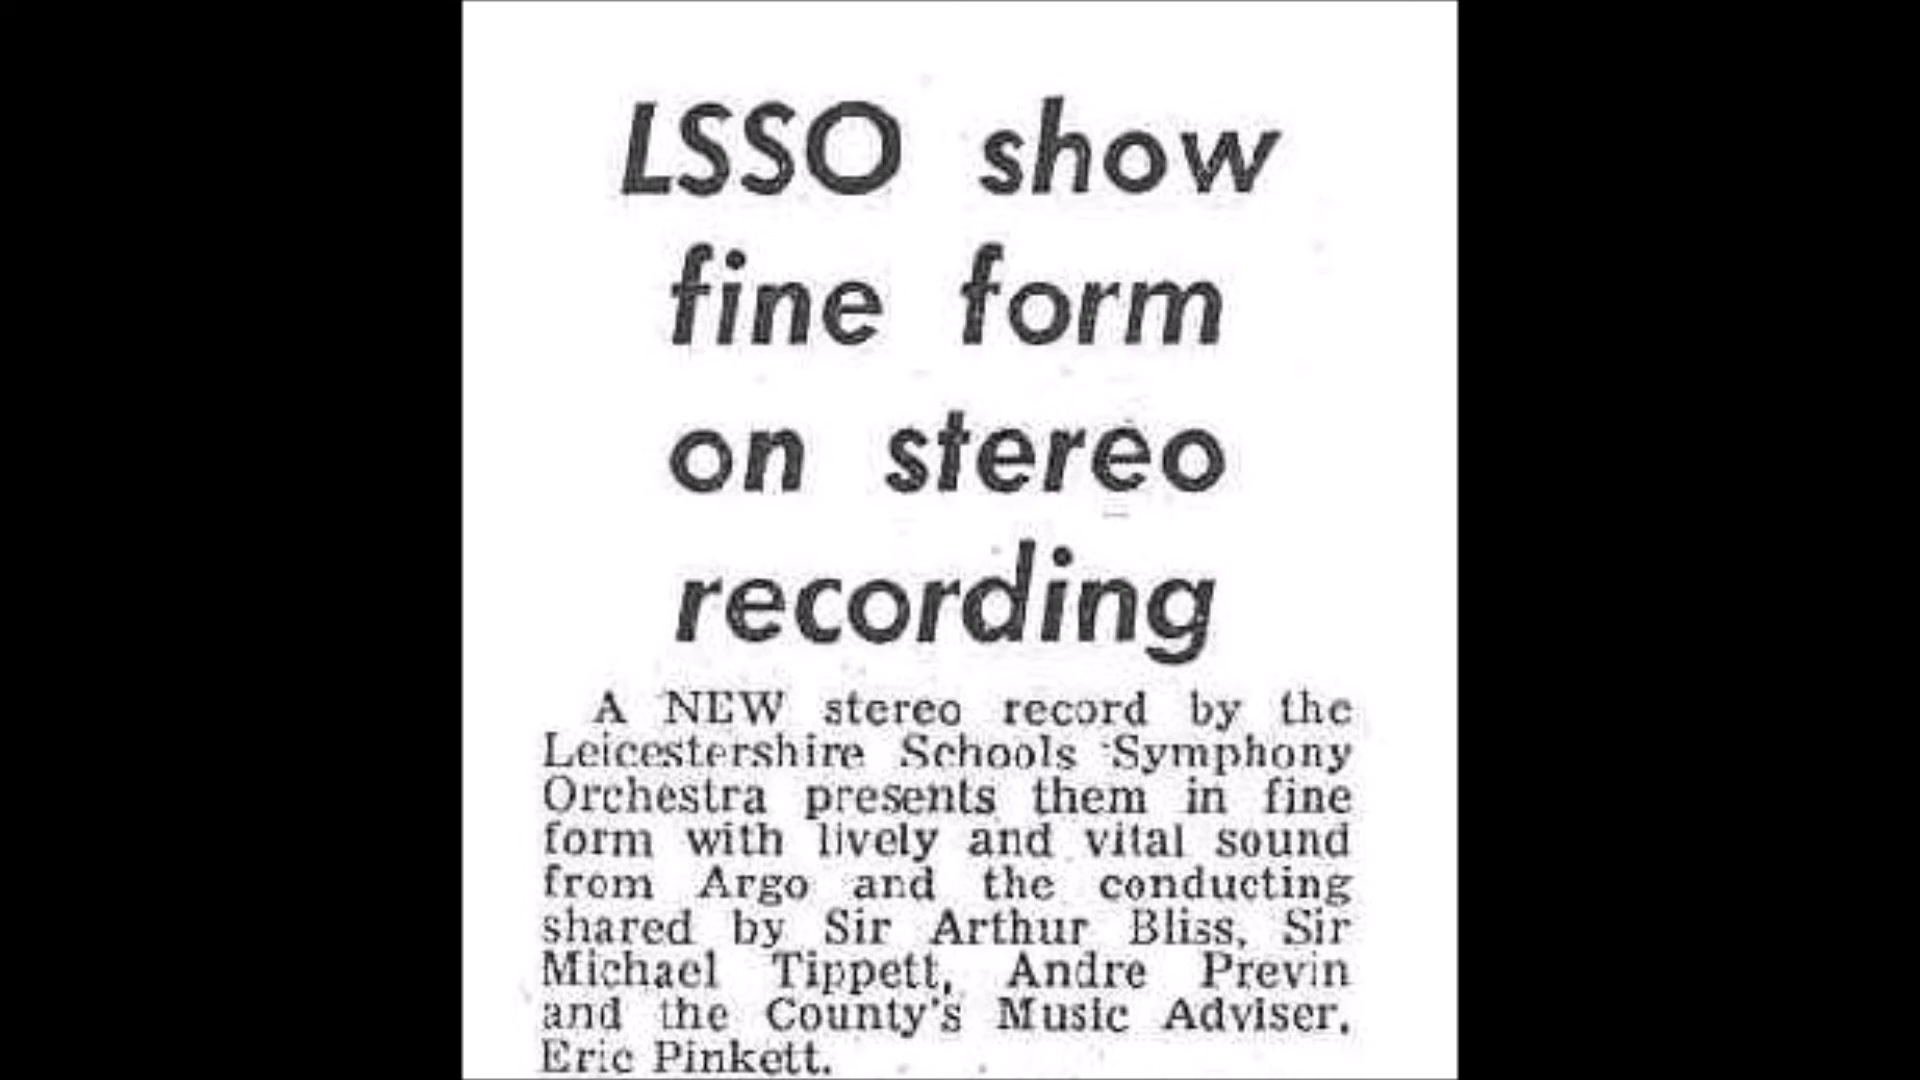 LSSO show
fine form
on stereo
recording
A NEW stereo record by the
Leicestershire Schools Symphony
Orchestra presents them in fine
form with lively and vital sound
from Argo and the conducting
shared by Sir Arthur Bliss, Sir
Michael Tippett, Andre Previn
and the County's Music Adviser,
Eric Pinkett.